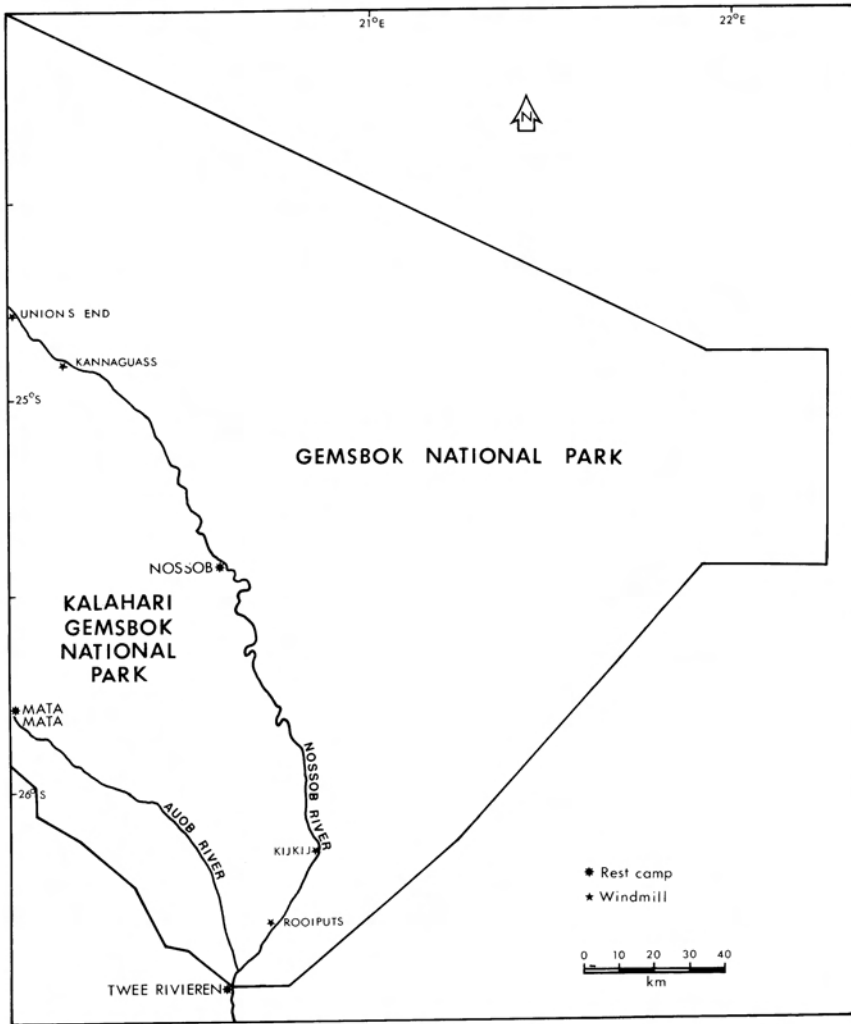 21°E
22°E
N
UNION S END
KANNAGUASS
25°S
GEMSBOK NATIONAL PARK
NOSSOB
KALAHARI
GEMSBOK
NATIONAL
PARK
MATA
MATA
NOSSOB RIVER
26°S
AUOB RIVER
KIJKIJ
Rest camp
Windmill
ROOIPUTS
0 10 20 30 40
km
TWEE RIVIEREN